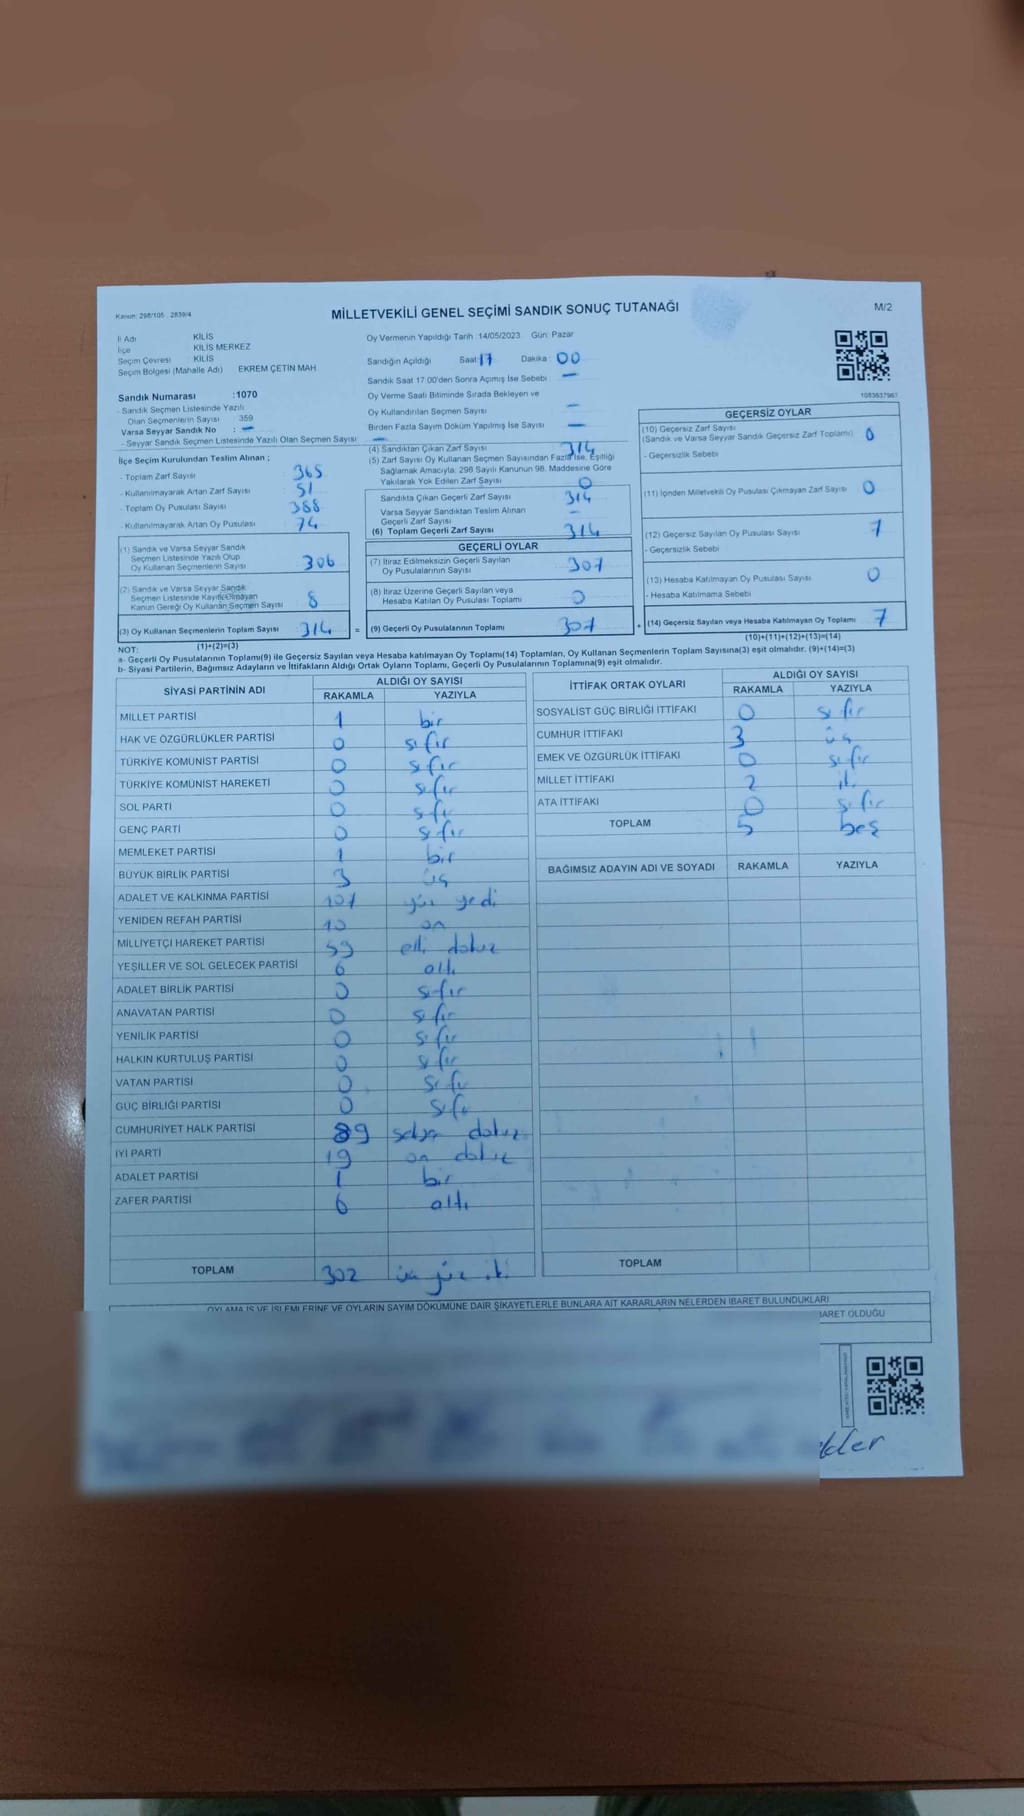 Kanun: 298/105 , 2839/4
MİLLETVEKİLİ GENEL SEÇİMİ SANDIK SONUÇ TUTANAĞI
M/2
İl Adı KİLİS
İlçe KİLİS MERKEZ
Seçim Çevresi KİLİS
Seçim Bölgesi (Mahalle Adı) EKREM ÇETİN MAH
Sandık Numarası :1070
- Sandık Seçmen Listesinde Yazılı
Olan Seçmenlerin Sayısı : 359
Varsa Seyyar Sandık No : -
- Seyyar Sandık Seçmen Listesinde Yazılı Olan Seçmen Sayısı -
Oy Vermenin Yapıldığı Tarih 14/05/2023 Gün: Pazar
Sandığın Açıldığı Saat 17 Dakika : 00
Sandık Saat 17:00'den Sonra Açımış İse Sebebi : -
Oy Verme Saati Bitiminde Sırada Bekleyen ve
Oy Kullandırılan Seçmen Sayısı -
Birden Fazla Sayım Döküm Yapılmış İse Sayısı -
1083637967
İlçe Seçim Kurulundan Teslim Alınan ;
- Toplam Zarf Sayısı 365
- Kullanılmayarak Artan Zarf Sayısı 51
- Toplam Oy Pusulası Sayısı 388
- Kullanılmayarak Artan Oy Pusulası 74
(1) Sandık ve Varsa Seyyar Sandık
Seçmen Listesinde Yazılı Olup
Oy Kullanan Seçmenlerin Sayısı 306
(2) Sandık ve Varsa Seyyar Sandık
Seçmen Listesinde Kayıtlı Olmayan
Kanun Gereği Oy Kullanan Seçmen Sayısı 8
(3) Oy Kullanan Seçmenlerin Toplam Sayısı 314 =
(1)+(2)=(3)
(4) Sandıktan Çıkan Zarf Sayısı 314
(5) Zarf Sayısı Oy Kullanan Seçmen Sayısından Fazla İse, Eşitliği
Sağlamak Amacıyla, 298 Sayılı Kanunun 98. Maddesine Göre
Yakılarak Yok Edilen Zarf Sayısı 0
Sandıkta Çıkan Geçerli Zarf Sayısı 314
Varsa Seyyar Sandıktan Teslim Alınan
Geçerli Zarf Sayısı -
(6) Toplam Geçerli Zarf Sayısı 314
GEÇERLİ OYLAR
(7) İtiraz Edilmeksizin Geçerli Sayılan
Oy Pusulalarının Sayısı 307
(8) İtiraz Üzerine Geçerli Sayılan veya
Hesaba Katılan Oy Pusulası Toplamı 0
(9) Geçerli Oy Pusulalarının Toplamı 307 +
GEÇERSİZ OYLAR
(10) Geçersiz Zarf Sayısı
(Sandık ve Varsa Seyyar Sandık Geçersiz Zarf Toplamı) 0
- Geçersizlik Sebebi
(11) İçinden Milletvekili Oy Pusulası Çıkmayan Zarf Sayısı 0
(12) Geçersiz Sayılan Oy Pusulası Sayısı 7
- Geçersizlik Sebebi
(13) Hesaba Katılmayan Oy Pusulası Sayısı 0
- Hesaba Katılmama Sebebi
(14) Geçersiz Sayılan veya Hesaba Katılmayan Oy Toplamı 7
(10)+(11)+(12)+(13)=(14)
NOT:
a- Geçerli Oy Pusulalarının Toplamı(9) ile Geçersiz Sayılan veya Hesaba katılmayan Oy Toplamı(14) Toplamları, Oy Kullanan Seçmenlerin Toplam Sayısına(3) eşit olmalıdır. (9)+(14)=(3)
b- Siyasi Partilerin, Bağımsız Adayların ve İttifakların Aldığı Ortak Oyların Toplamı, Geçerli Oy Pusulalarının Toplamına(9) eşit olmalıdır.
SİYASİ PARTİNİN ADI ALDIĞI OY SAYISI
RAKAMLA YAZIYLA
MİLLET PARTİSİ 1 bir
HAK VE ÖZGÜRLÜKLER PARTİSİ 0 sıfır
TÜRKİYE KOMÜNİST PARTİSİ 0 sıfır
TÜRKİYE KOMÜNİST HAREKETİ 0 sıfır
SOL PARTİ 0 sıfır
GENÇ PARTİ 0 sıfır
MEMLEKET PARTİSİ 1 bir
BÜYÜK BİRLİK PARTİSİ 3 üç
ADALET VE KALKINMA PARTİSİ 107 yüz yedi
YENİDEN REFAH PARTİSİ 10 on
MİLLİYETÇİ HAREKET PARTİSİ 59 elli dokuz
YEŞİLLER VE SOL GELECEK PARTİSİ 6 altı
ADALET BİRLİK PARTİSİ 0 sıfır
ANAVATAN PARTİSİ 0 sıfır
YENİLİK PARTİSİ 0 sıfır
HALKIN KURTULUŞ PARTİSİ 0 sıfır
VATAN PARTİSİ 0 sıfır
GÜÇ BİRLİĞİ PARTİSİ 0 sıfır
CUMHURİYET HALK PARTİSİ 89 seksen dokuz
İYİ PARTİ 19 on dokuz
ADALET PARTİSİ 1 bir
ZAFER PARTİSİ 6 altı
TOPLAM 302 üç yüz iki
İTTİFAK ORTAK OYLARI ALDIĞI OY SAYISI
RAKAMLA YAZIYLA
SOSYALİST GÜÇ BİRLİĞİ İTTİFAKI 0 sıfır
CUMHUR İTTİFAKI 3 üç
EMEK VE ÖZGÜRLÜK İTTİFAKI 0 sıfır
MİLLET İTTİFAKI 2 iki
ATA İTTİFAKI 0 sıfır
TOPLAM 5 beş
BAĞIMSIZ ADAYIN ADI VE SOYADI RAKAMLA YAZIYLA
TOPLAM
OYLAMA İŞ VE İŞLEMLERİNE VE OYLARIN SAYIM DÖKÜMÜNE DAİR ŞİKAYETLERLE BUNLARA AİT KARARLARIN NELERDEN İBARET BULUNDUKLARI
İBARET OLDUĞU